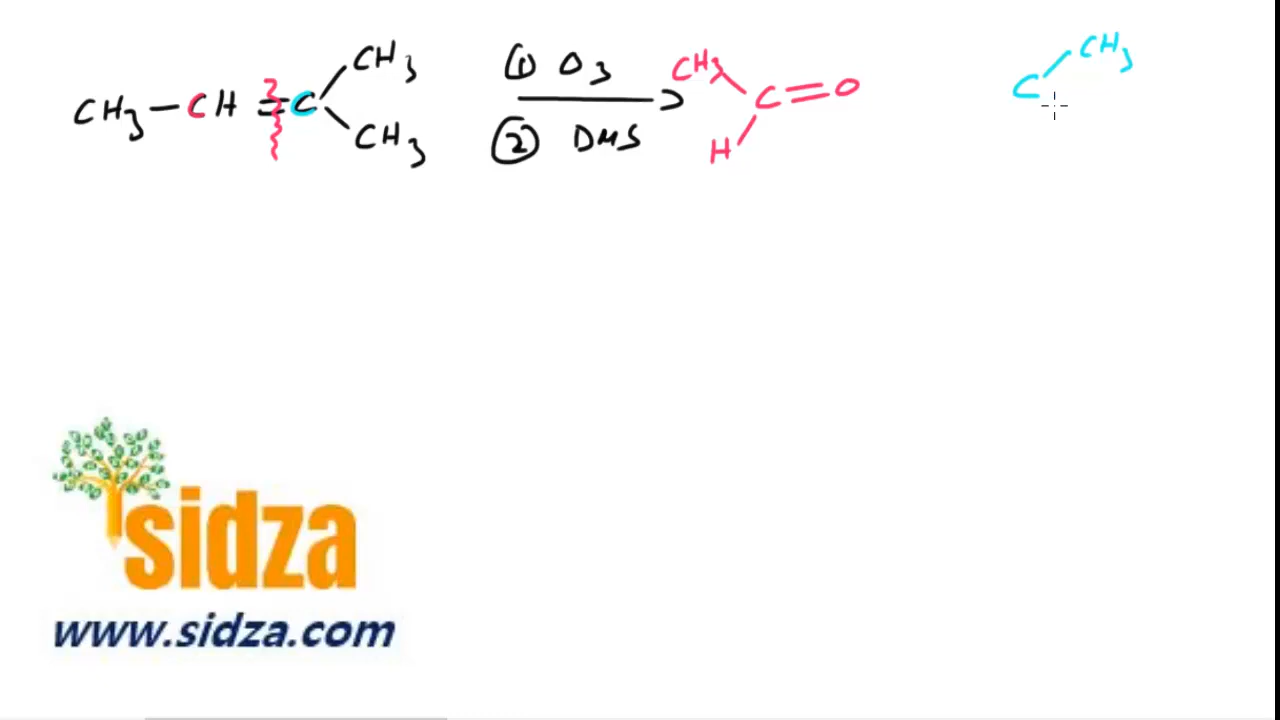 CH3 — CH = C CH3 CH3
① O3
② DMS
CH3 H C = O
C CH3
sidza
www.sidza.com